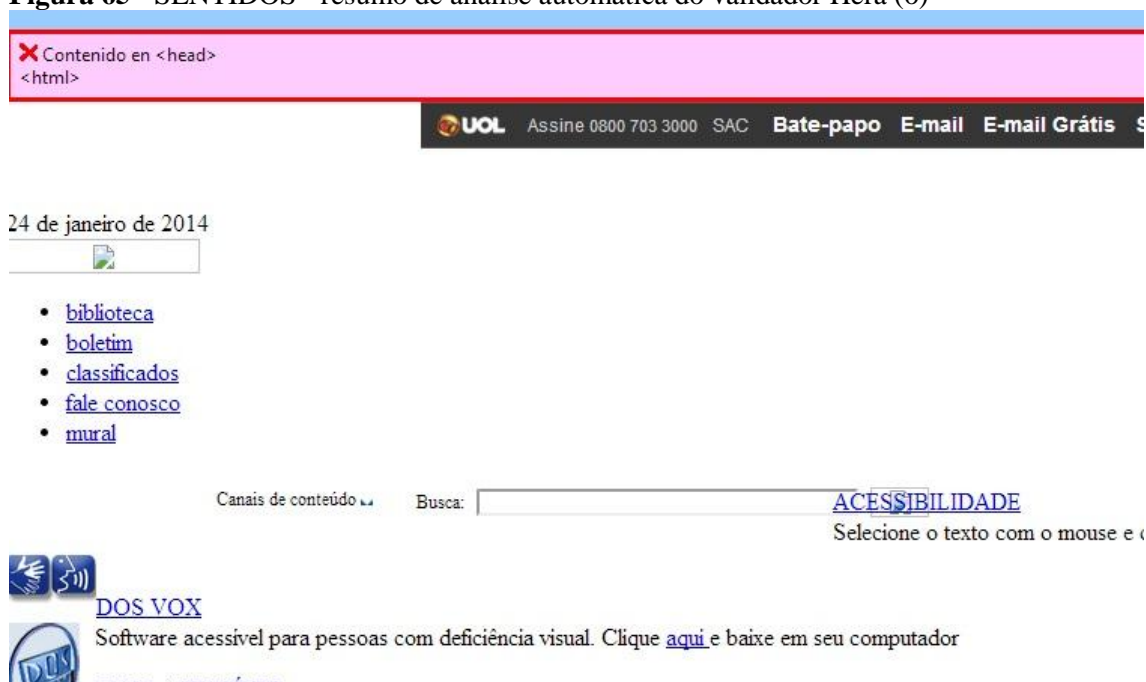 Figura 65 - SENTIDOS - resumo de análise automática do validador Hera (6)
Contenido en <head>
<html>
UOL Assine 0800 703 3000 SAC Bate-papo E-mail E-mail Grátis
24 de janeiro de 2014
biblioteca
boletim
classificados
fale conosco
mural
Canais de conteúdo Busca: ACESSIBILIDADE
Selecione o texto com o mouse e
DOS VOX
Software acessivel para pessoas com deficiência visual. Clique aqui e baixe em seu computador